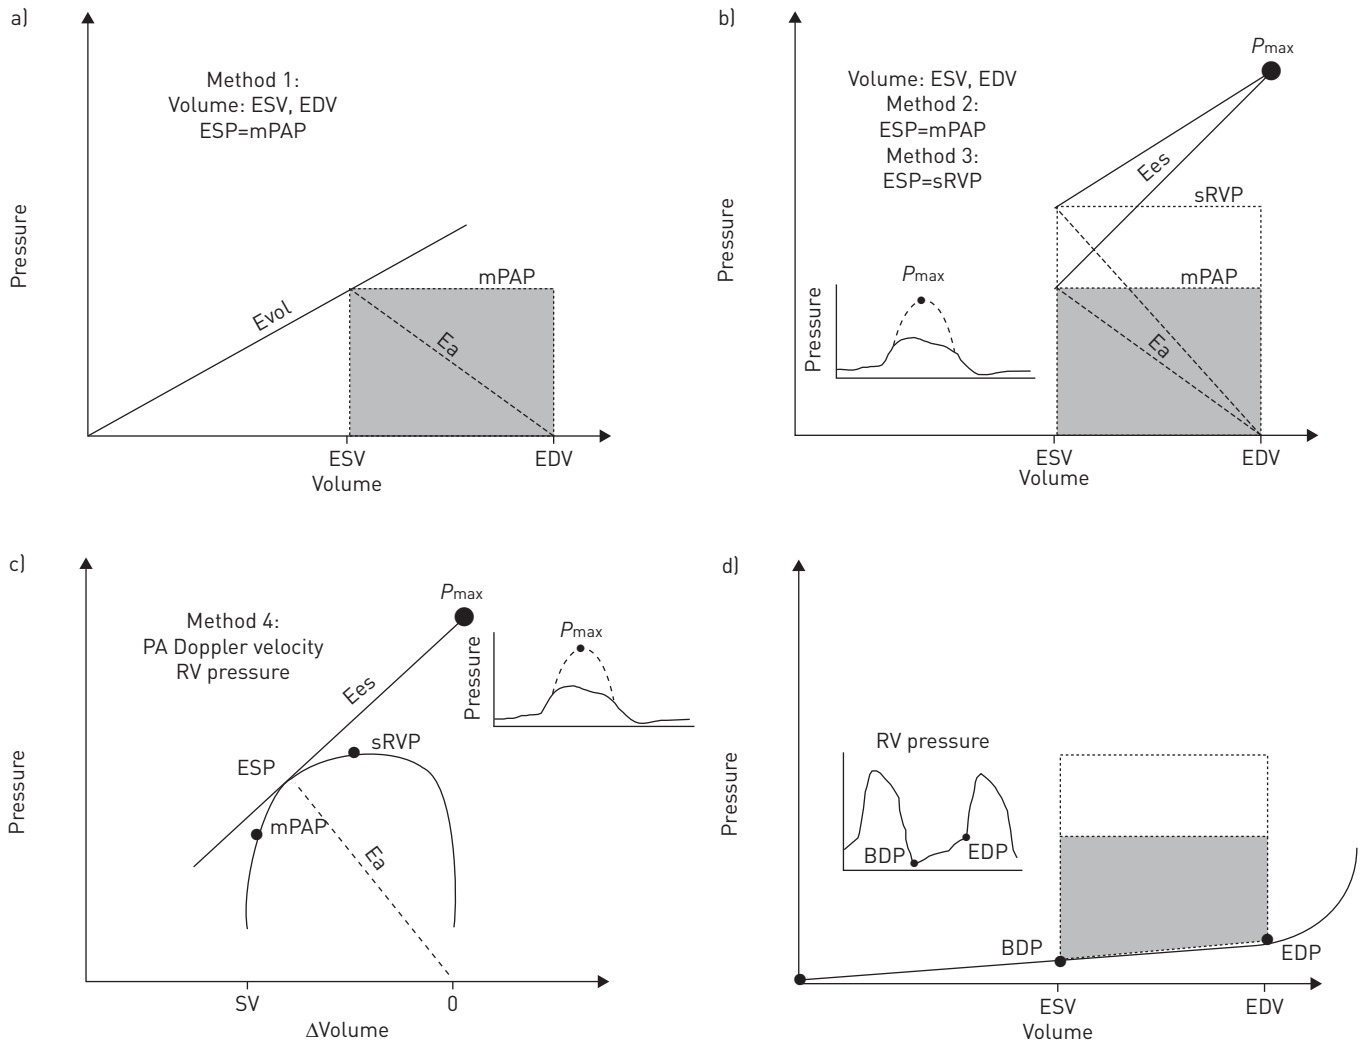 a)
Method 1:
Volume: ESV, EDV
ESP=mPAP
Pressure
Evol
mPAP
Ea
ESV
EDV
Volume
b)
Volume: ESV, EDV
Method 2:
ESP=mPAP
Method 3:
ESP=sRVP
Pmax
Ees
sRVP
mPAP
Ea
Pressure
Pmax
Pressure
ESV
EDV
Volume
c)
Method 4:
PA Doppler velocity
RV pressure
Pmax
Ees
ESP
sRVP
mPAP
Ea
Pressure
Pmax
Pressure
SV
0
ΔVolume
d)
Pressure
RV pressure
BDP
EDP
BDP
EDP
ESV
EDV
Volume